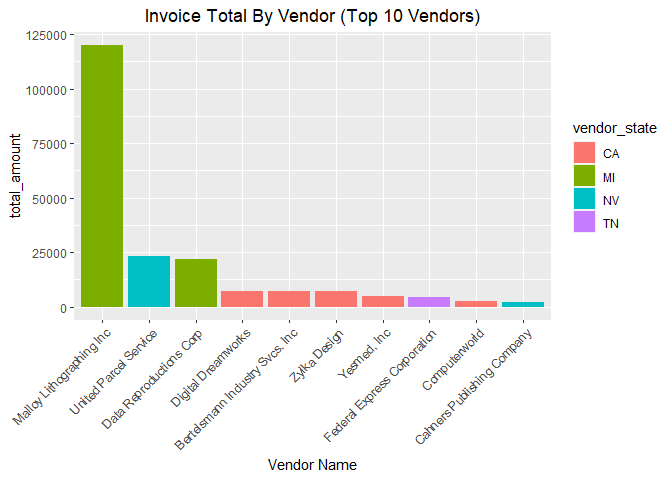 Invoice Total By Vendor (Top 10 Vendors)
total_amount
125000
100000
75000
50000
25000
0
Malloy Lithographing Inc
United Parcel Service
Data Reproductions Corp
Digital Dreamworks
Bertelsmann Industry Svcs. Inc
Zylka Design
Yesmed, Inc
Federal Express Corporation
Computerworld
Cahners Publishing Company
Vendor Name
vendor_state
CA
MI
NV
TN